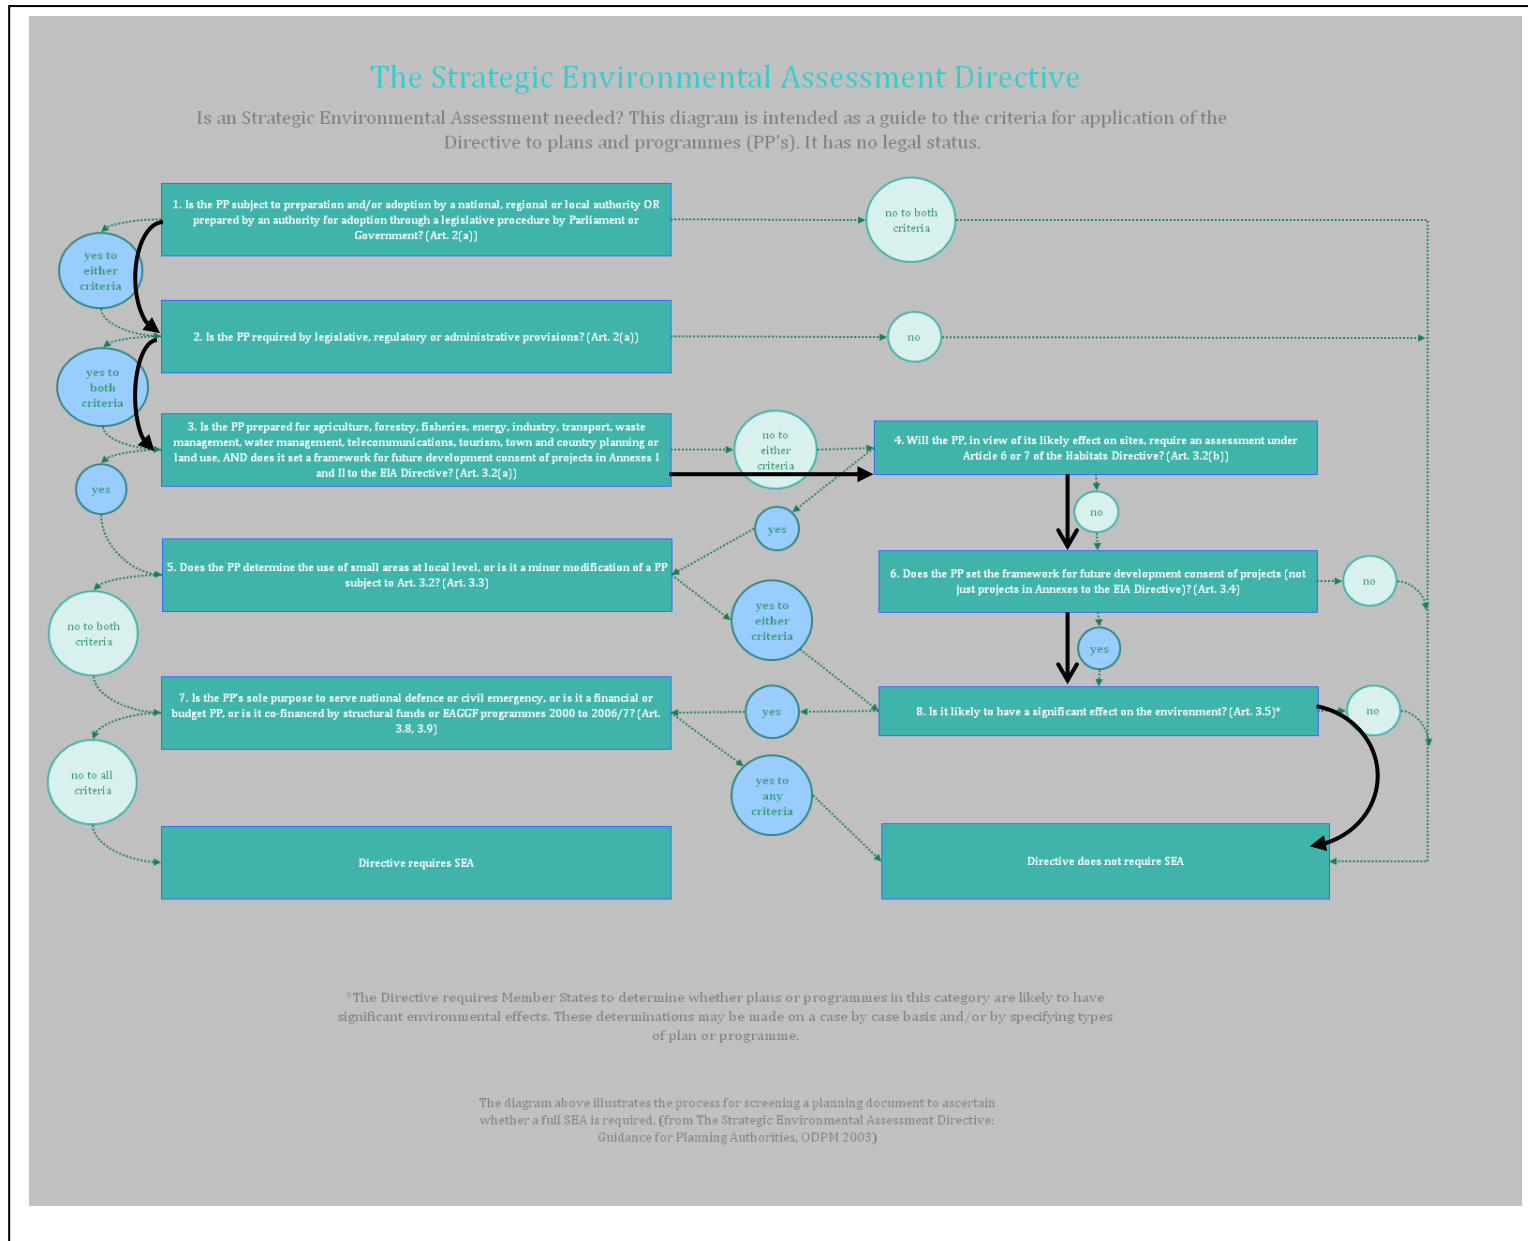 The Strategic Environmental Assessment Directive
Is an Strategic Environmental Assessment needed? This diagram is intended as a guide to the criteria for application of the
Directive to plans and programmes (PP's). It has no legal status.
1. Is the PP subject to preparation and/or adoption by a national, regional or local authority OR
prepared by an authority for adoption through a legislative procedure by Parliament or
Government? (Art. 2(a))
no to both
criteria
yes to
either
criteria
2. Is the PP required by legislative, regulatory or administrative provisions? (Art. 2(a))
no
yes to
both
criteria
3. Is the PP prepared for agriculture, forestry, fisheries, energy, industry, transport, waste
management, water management, telecommunications, tourism, town and country planning or
land use, AND does it set a framework for future development consent of projects in Annexes I
and II to the EIA Directive? (Art. 3.2(a))
no to
either
criteria
4. Will the PP, in view of its likely effect on sites, require an assessment under
Article 6 or 7 of the Habitats Directive? (Art. 3.2(b))
yes
no
yes
5. Does the PP determine the use of small areas at local level, or is it a minor modification of a PP
subject to Art. 3.2? (Art. 3.3)
6. Does the PP set the framework for future development consent of projects (not
just projects in Annexes to the EIA Directive)? (Art. 3.4)
no
no to both
criteria
yes to
either
criteria
yes
7. Is the PP's sole purpose to serve national defence or civil emergency, or is it a financial or
budget PP, or is it co-financed by structural funds or EAGGF programmes 2000 to 2006/7? (Art.
3.8, 3.9)
yes
8. Is it likely to have a significant effect on the environment? (Art. 3.5)*
no
no to all
criteria
yes to
any
criteria
Directive requires SEA
Directive does not require SEA
*The Directive requires Member States to determine whether plans or programmes in this category are likely to have
significant environmental effects. These determinations may be made on a case by case basis and/or by specifying types
of plan or programme.
The diagram above illustrates the process for screening a planning document to ascertain
whether a full SEA is required. (from The Strategic Environmental Assessment Directive:
Guidance for Planning Authorities, ODPM 2003)